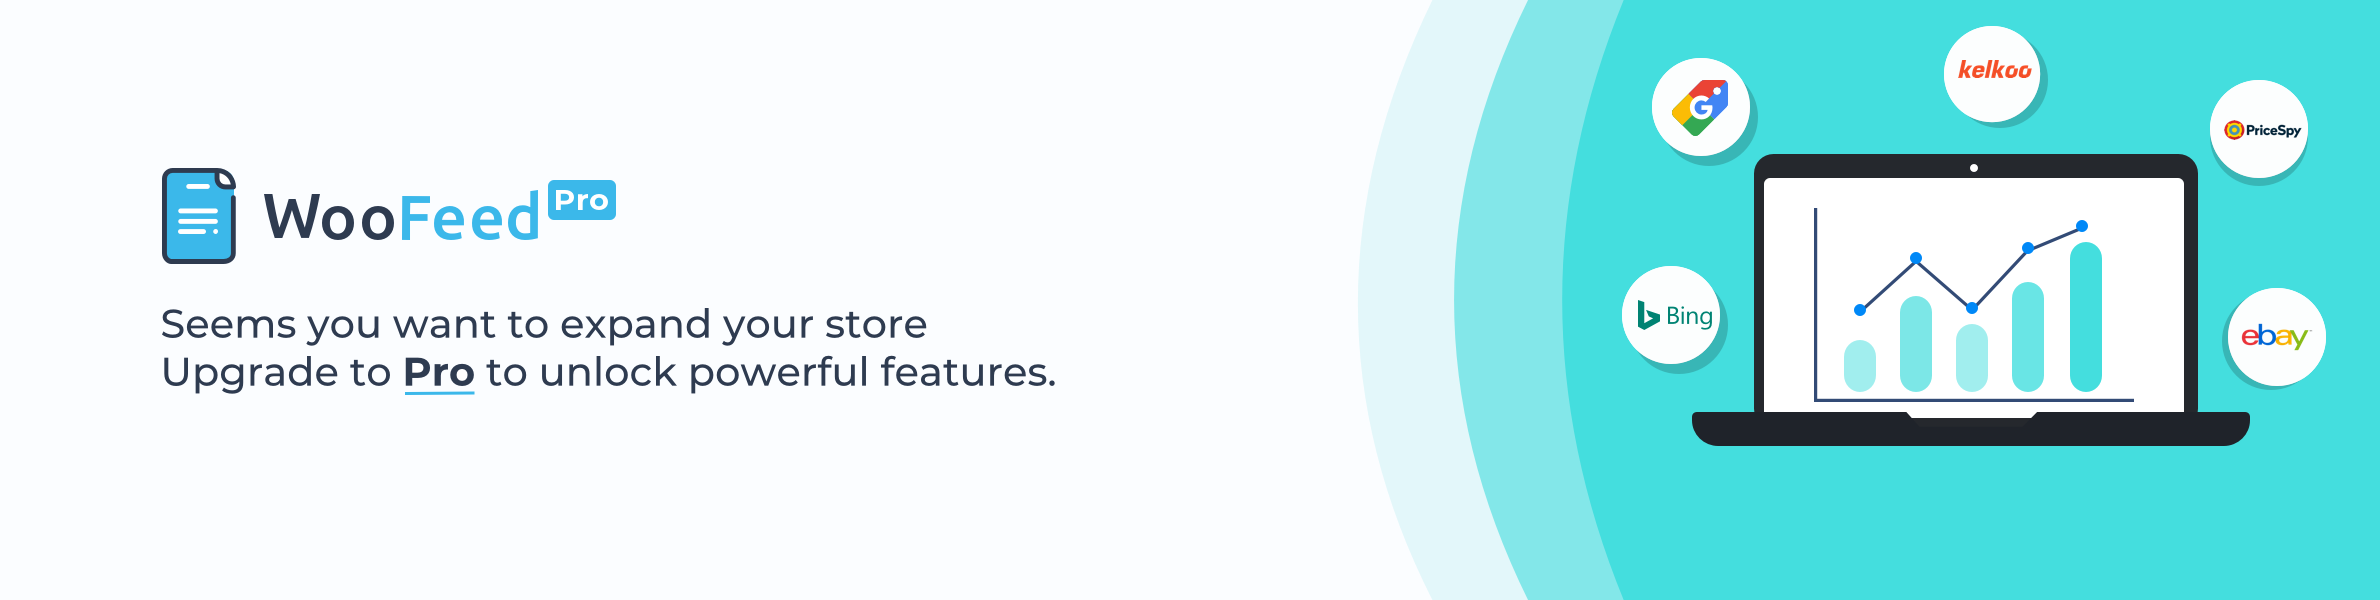 WooFeed Pro
Seems you want to expand your store
Upgrade to Pro to unlock powerful features.
G
kelkoo
PriceSpy
Bing
ebay